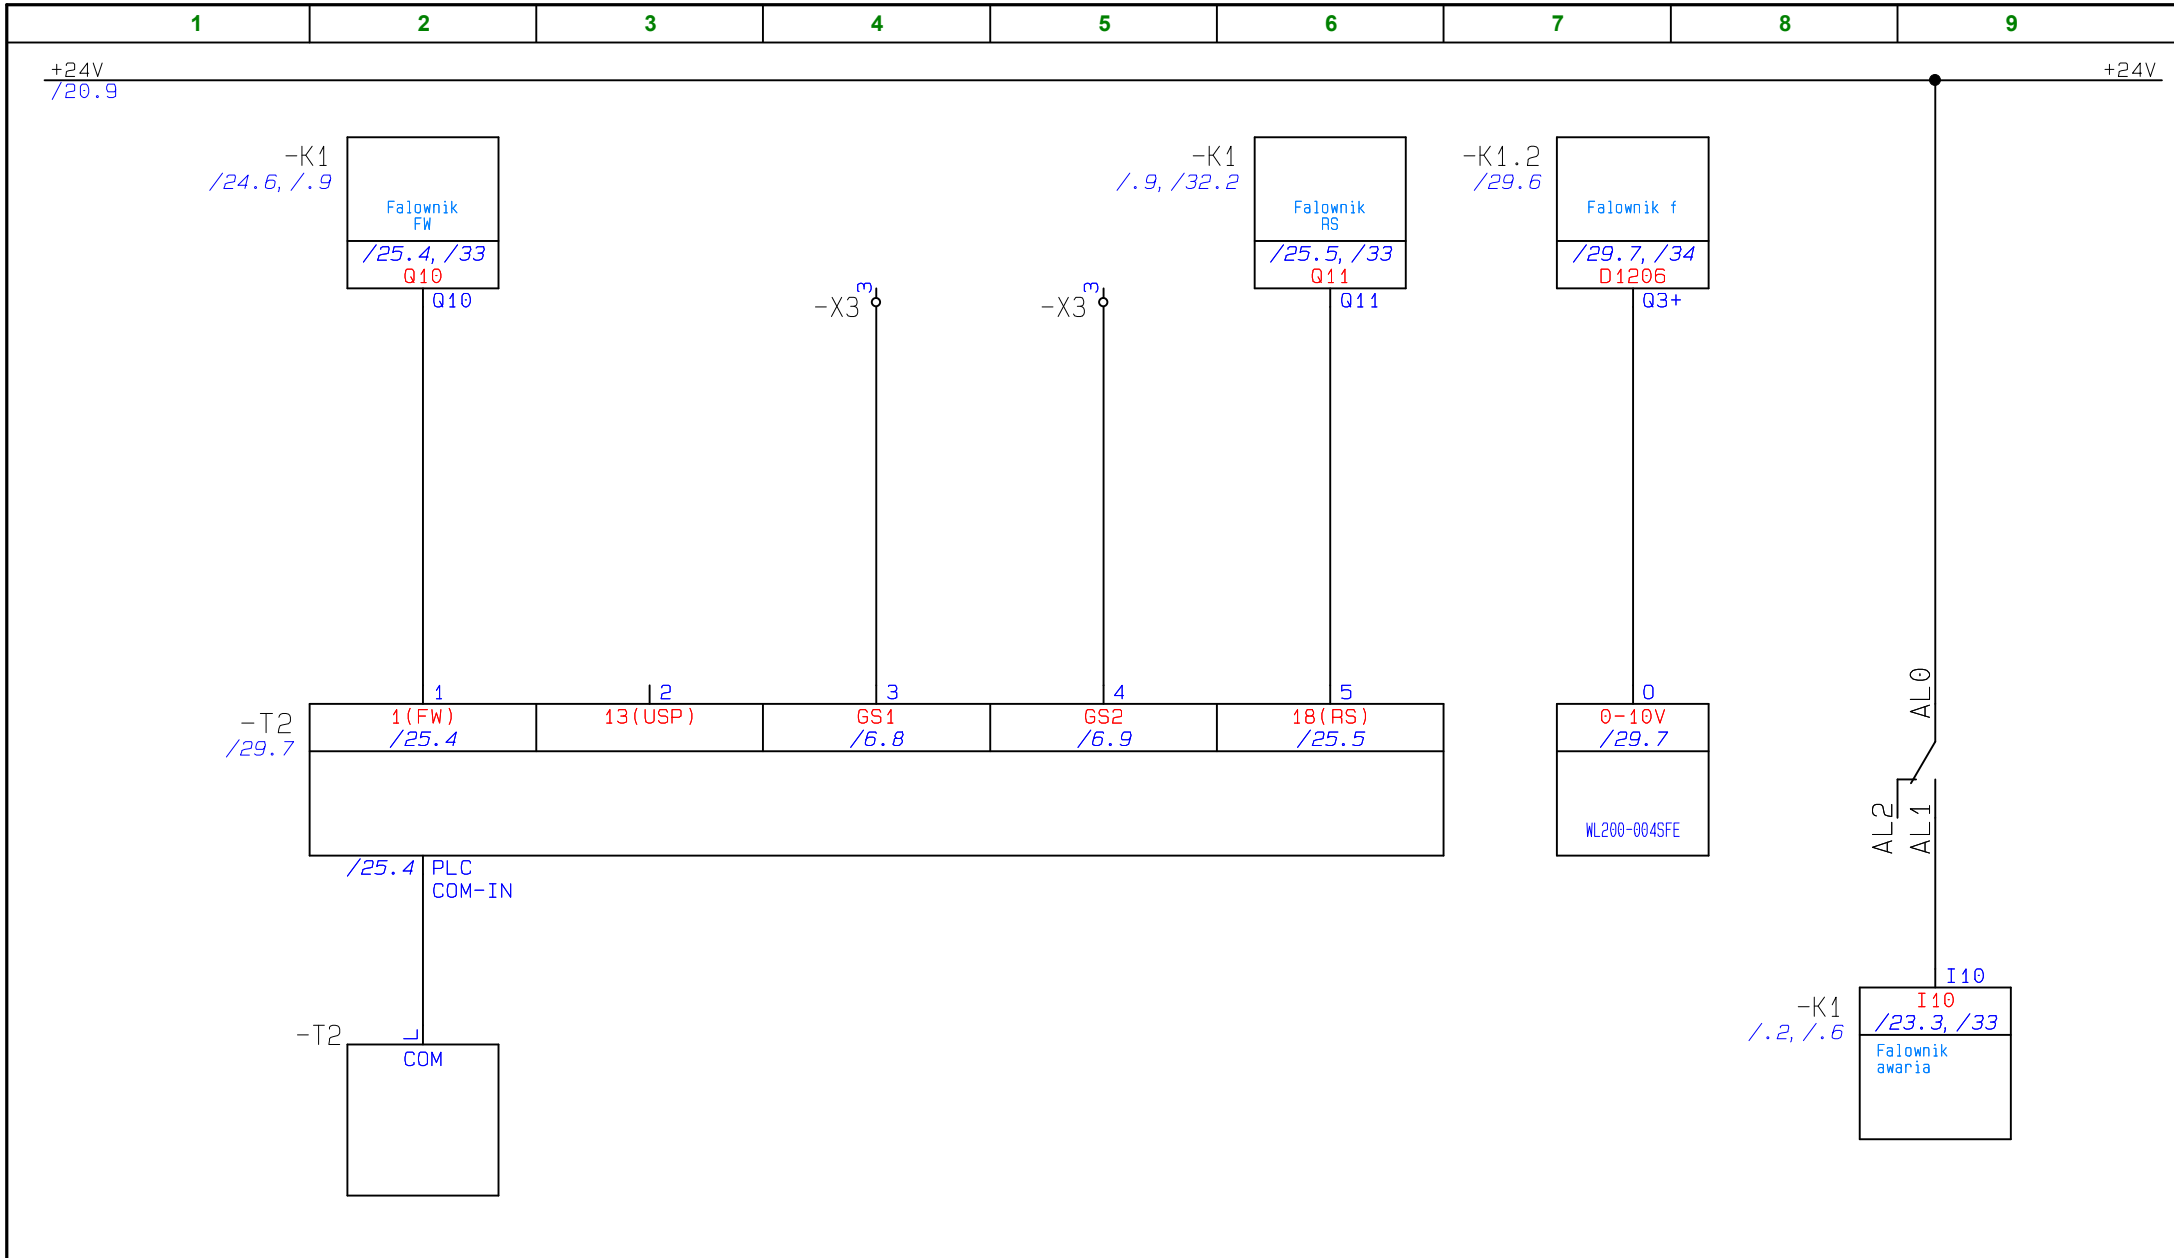 1 2 3 4 5 6 7 8 9
+24V +24V
/20.9
-K1
/24.6, /.9
Falownik
FW
/25.4, /33
Q10
Q10
-X3 3
-X3 3
-K1
/.9, /32.2
Falownik
RS
/25.5, /33
Q11
Q11
-K1.2
/29.6
Falownik f
/29.7, /34
D1206
Q3+
-T2
/29.7
1
1(FW)
/25.4
2
13(USP)
3
GS1
/6.8
4
GS2
/6.9
5
18(RS)
/25.5
0
0-10V
/29.7
WL200-004SFE
AL0
AL2
AL1
/25.4 PLC
COM-IN
-T2
L
COM
I10
-K1
/.2, /.6
I10
/23.3, /33
Falownik
awaria